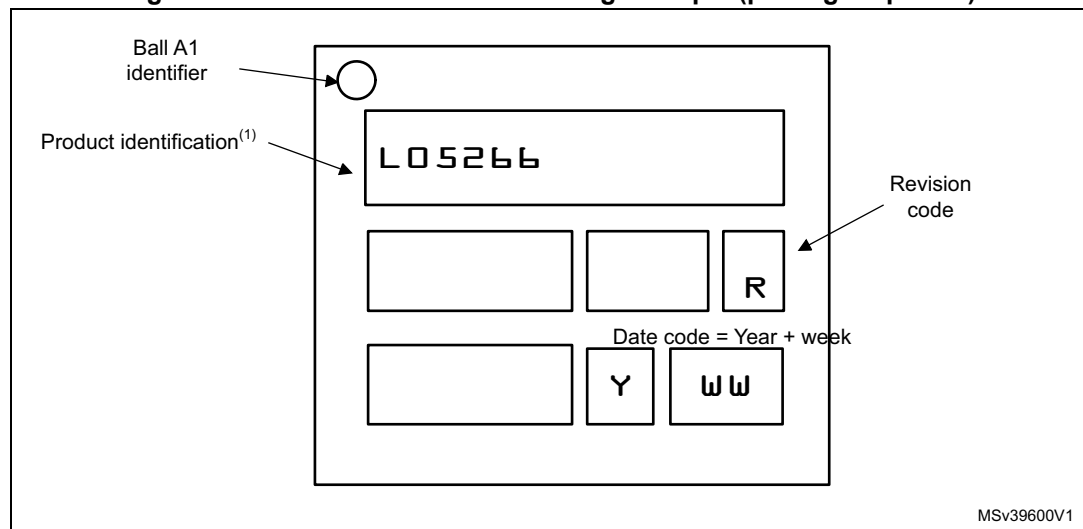 Ball A1
identifier
Product identification(1)
L05266
Revision
code
R
Date code = Year + week
Y
WW
MSv39600V1